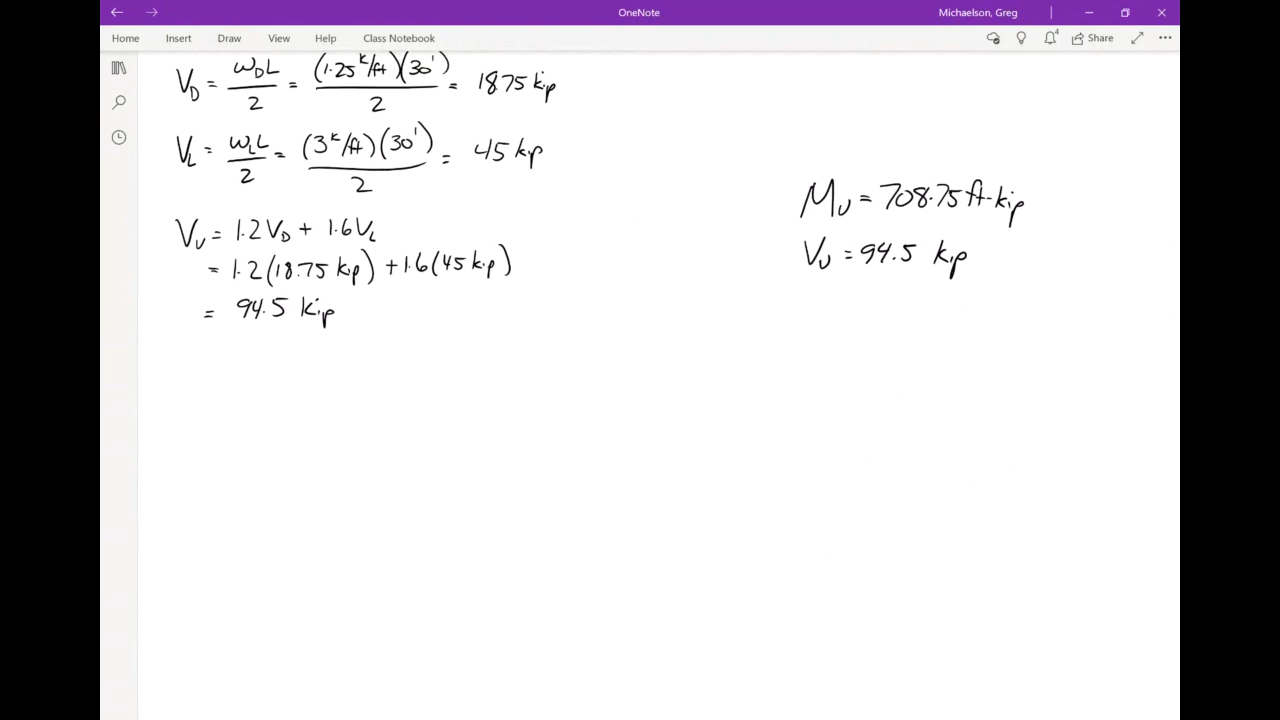 OneNote
Michaelson, Greg
Home Insert Draw View Help Class Notebook
4 Share
V_D = ω_D L / 2 = (1.25 k/ft)(30') / 2 = 18.75 kip
V_L = ω_L L / 2 = (3 k/ft)(30') / 2 = 45 kip
V_U = 1.2 V_D + 1.6 V_L
= 1.2 (18.75 kip) + 1.6 (45 kip)
= 94.5 kip
M_U = 708.75 ft-kip
V_U = 94.5 kip